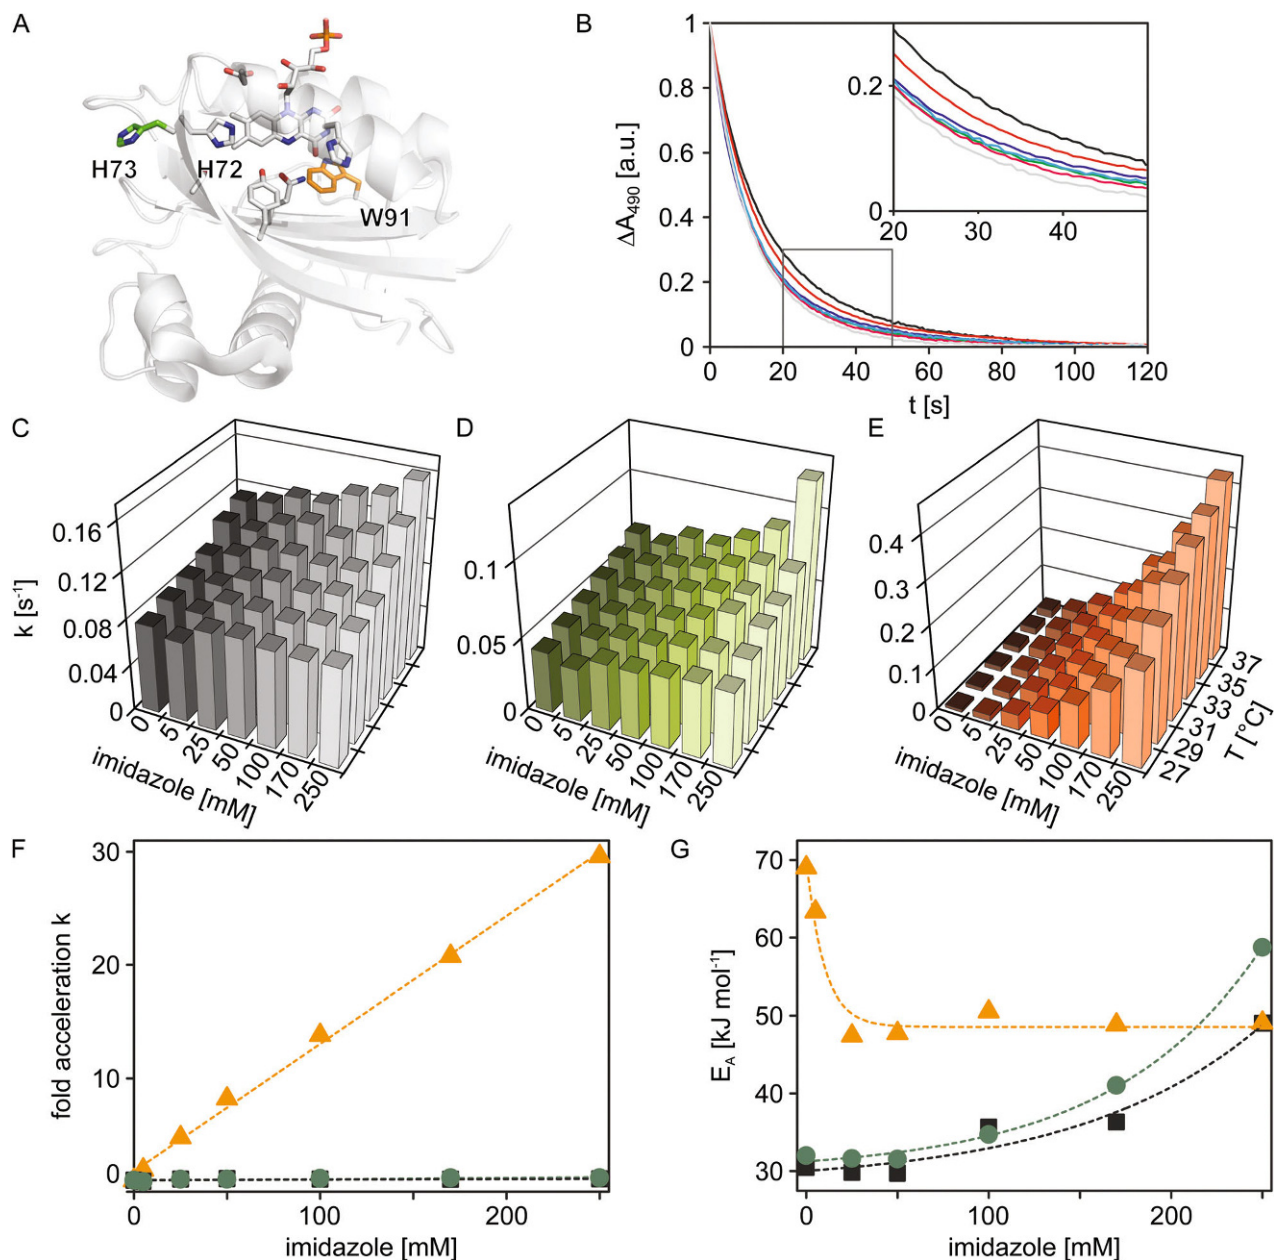 A
H73
H72
W91
B
ΔA490 [a.u.]
1
0.8
0.6
0.4
0.2
0
0 20 40 60 80 100 120
t [s]
0.2
0
20 30 40
C
k [s-1]
0.16
0.12
0.08
0.04
0
0 5 25 50 100 170 250
imidazole [mM]
D
0.1
0.05
0
0 5 25 50 100 170 250
imidazole [mM]
E
0.4
0.3
0.2
0.1
0
0 5 25 50 100 170 250
imidazole [mM]
37
35
33
31
29
27
T [°C]
F
fold acceleration k
30
20
10
0
0 100 200
imidazole [mM]
G
EA [kJ mol-1]
70
60
50
40
30
0 100 200
imidazole [mM]